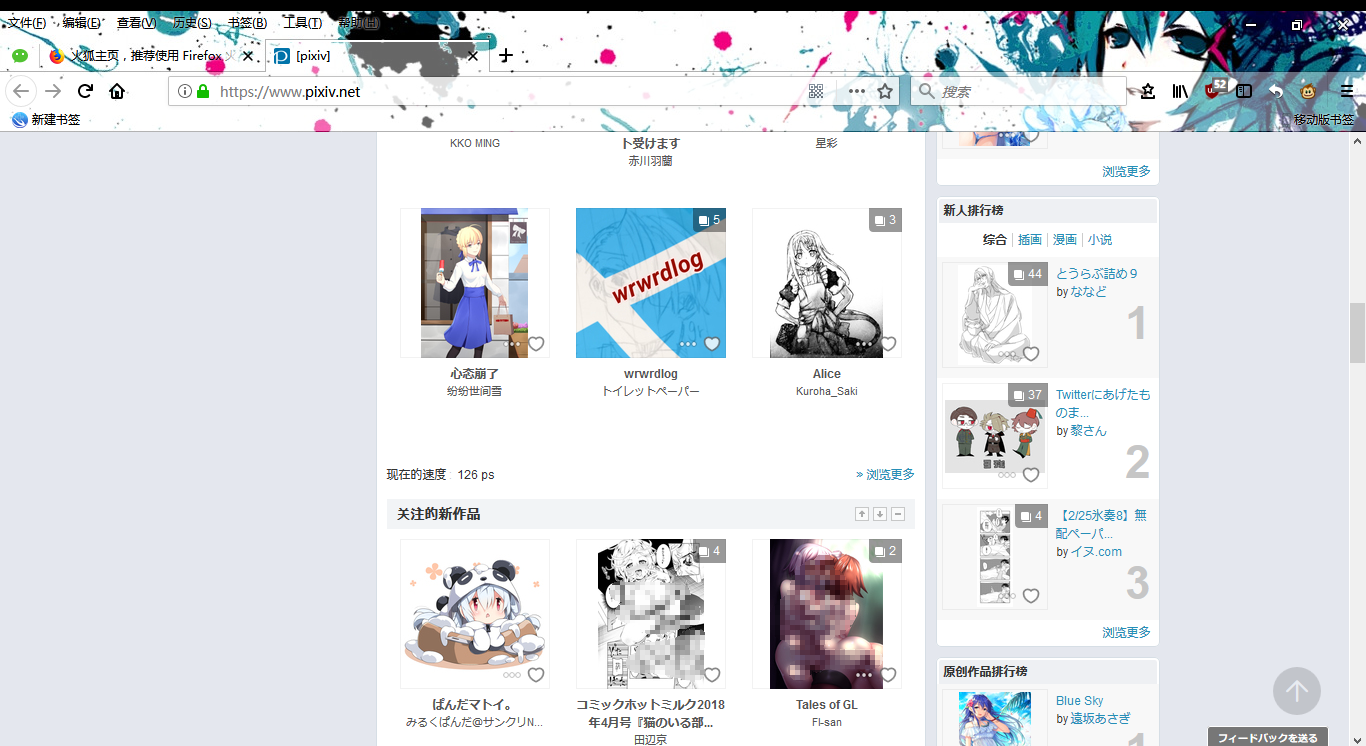 文件(F) 编辑(E) 查看(V) 历史(S) 书签(B) 工具(T) 帮助(H)
火狐主页，推荐使用 Firefox 火
[pixiv]
https://www.pixiv.net
搜索
52
新建书签
移动版书签
KKO MING
ト受けます
赤川羽蘭
星彩
5
3
wrwrdlog
心态崩了
纷纷世间雪
wrwrdlog
トイレットペーパー
Alice
Kuroha_Saki
现在的速度 126 ps
» 浏览更多
关注的新作品
4
2
ぱんだマトイ。
みるくぱんだ@サンクリN...
コミックホットミルク2018
年4月号『猫のいる部...
田辺京
Tales of GL
Fl-san
浏览更多
新人排行榜
综合 插画 漫画 小说
44
とうらぶ詰め９
by ななど
1
37
Twitterにあげたも
のま...
by 黎さん
2
4
【2/25氷奏8】無
配ペーパ...
by イヌ.com
3
浏览更多
原创作品排行榜
Blue Sky
by 遠坂あさぎ
1
フィードバックを送る